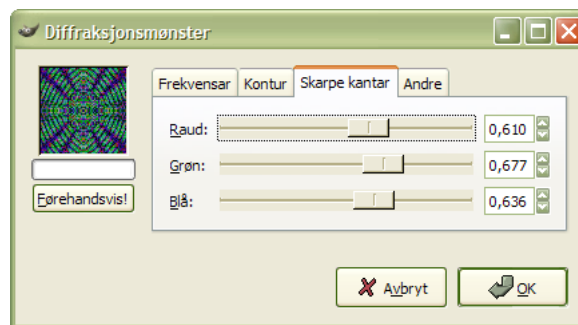 Diffraksjonsmønster
Frekvensar Kontur Skarpe kantar Andre
Raud: 0,610
Grøn: 0,677
Blå: 0,636
Førehandsvis!
Avbryt OK